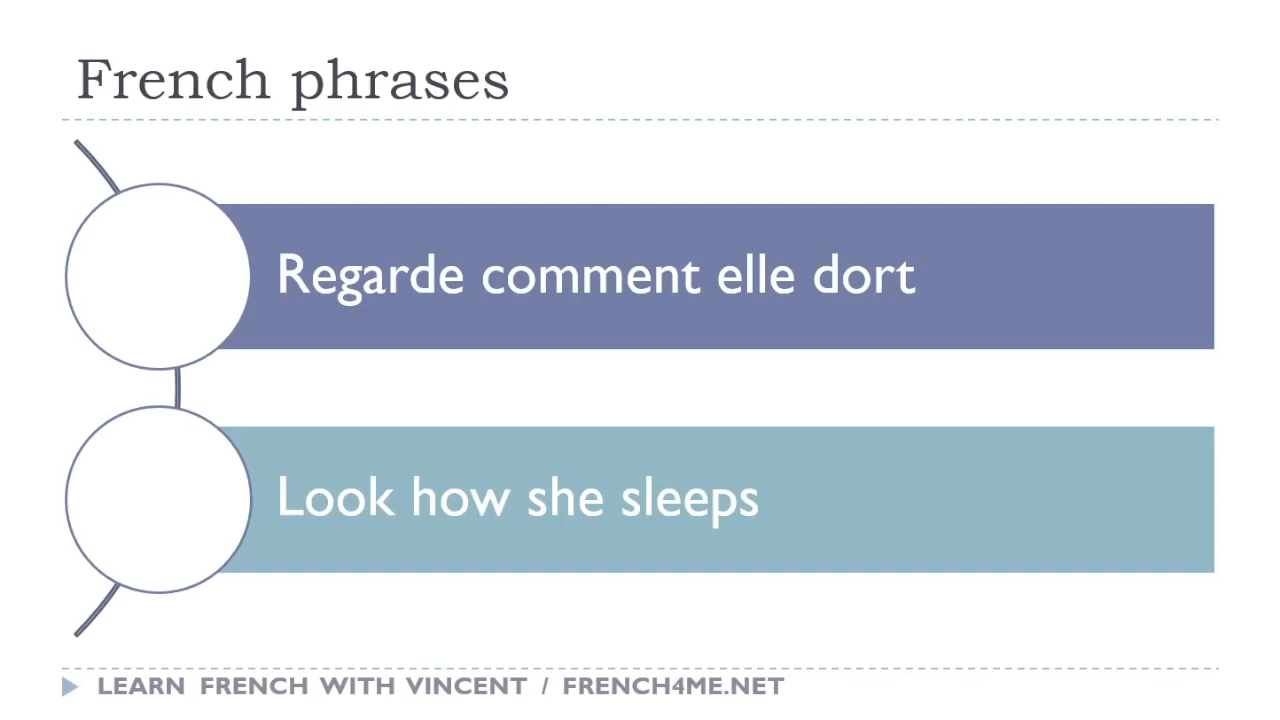 French phrases
Regarde comment elle dort
Look how she sleeps
LEARN FRENCH WITH VINCENT / FRENCH4ME.NET